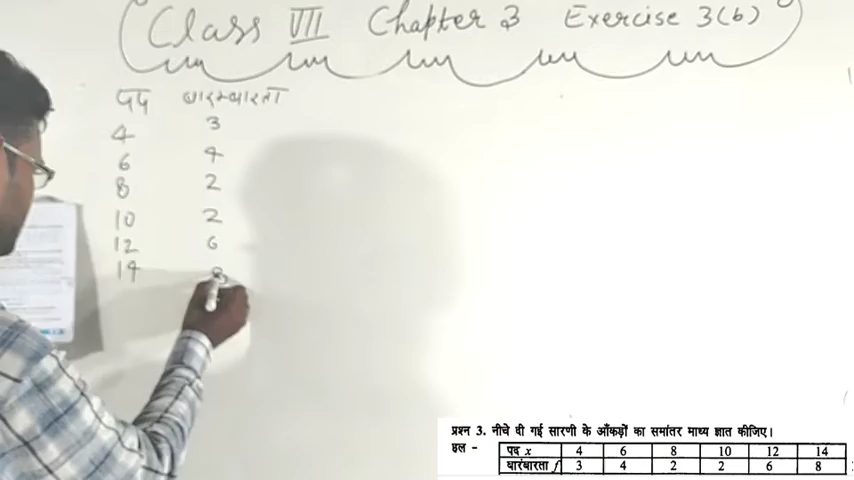 Class VII Chapter 3 Exercise 3(b)
पद बारम्बारता
4 3
6 4
8 2
10 2
12 6
14 8
प्रश्न 3. नीचे दी गई सारणी के आँकड़ों का समांतर माध्य ज्ञात कीजिए।
हल -
पद x 4 6 8 10 12 14
बारंबारता f 3 4 2 2 6 8